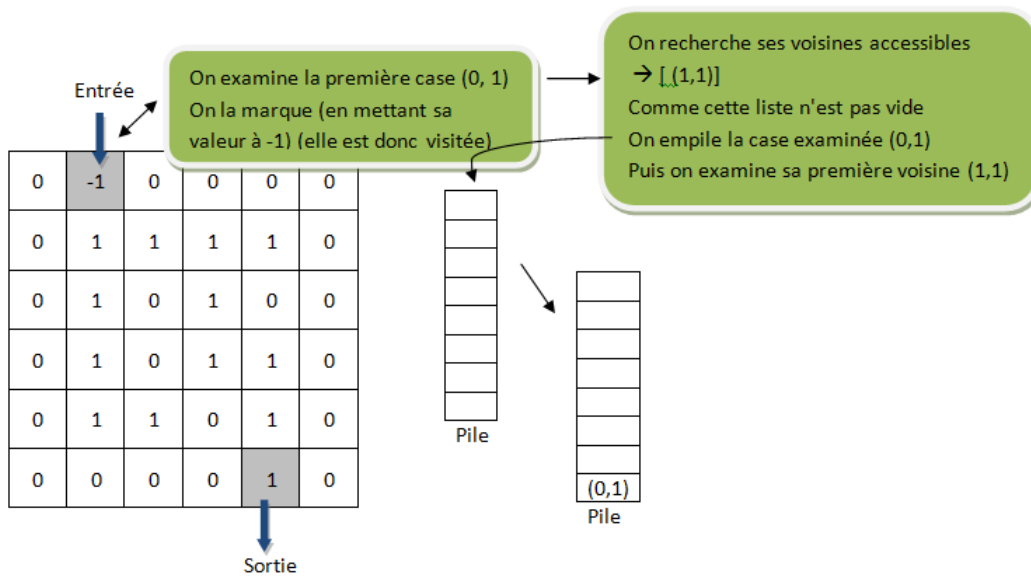 On examine la première case (0, 1)
On la marque (en mettant sa
valeur à -1) (elle est donc visitée)
On recherche ses voisines accessibles
→ [ (1,1)]
Comme cette liste n'est pas vide
On empile la case examinée (0,1)
Puis on examine sa première voisine (1,1)
Entrée
0 -1 0 0 0 0
0 1 1 1 1 0
0 1 0 1 0 0
0 1 0 1 1 0
0 1 1 0 1 0
0 0 0 0 1 0
Sortie
Pile
(0,1)
Pile